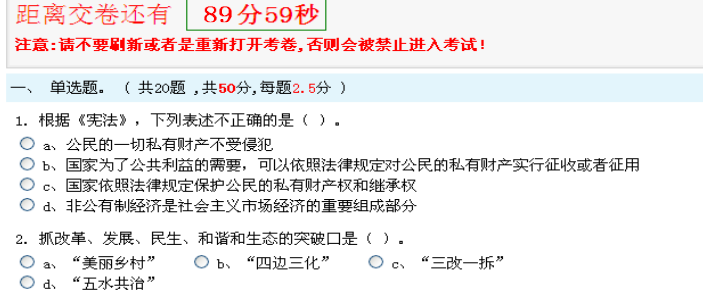 距离交卷还有 89分59秒
注意:请不要刷新或者是重新打开考卷,否则会被禁止进入考试!
一、 单选题。 ( 共20题 ,共50分,每题2.5分 )
1. 根据《宪法》，下列表述不正确的是（ ）。
a、公民的一切私有财产不受侵犯
b、国家为了公共利益的需要，可以依照法律规定对公民的私有财产实行征收或者征用
c、国家依照法律规定保护公民的私有财产权和继承权
d、非公有制经济是社会主义市场经济的重要组成部分
2. 抓改革、发展、民生、和谐和生态的突破口是（ ）。
a、“美丽乡村” b、“四边三化” c、“三改一拆”
d、“五水共治”